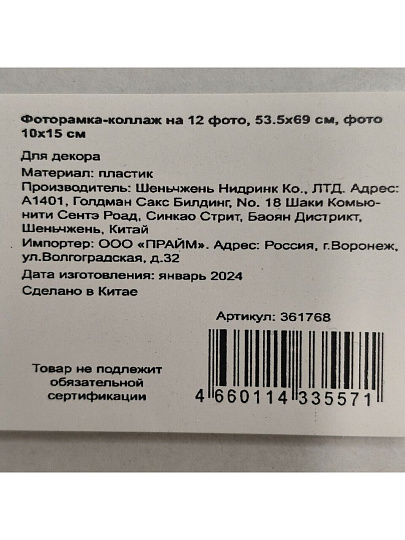 Фоторамка-коллаж на 12 фото, 53.5х69 см, фото
10х15 см
Для декора
Материал: пластик
Производитель: Шеньчжень Нидринк Ко., ЛТД. Адрес:
А1401, Голдман Сакс Билдинг, No. 18 Шаки Комью-
нити Сентэ Роад, Синкао Стрит, Баоян Дистрикт,
Шеньчжень, Китай
Импортер: ООО «ПРАЙМ». Адрес: Россия, г.Воронеж,
ул.Волгоградская, д.32
Дата изготовления: январь 2024
Сделано в Китае
Артикул: 361768
Товар не подлежит
обязательной
сертификации
4 660114 335571